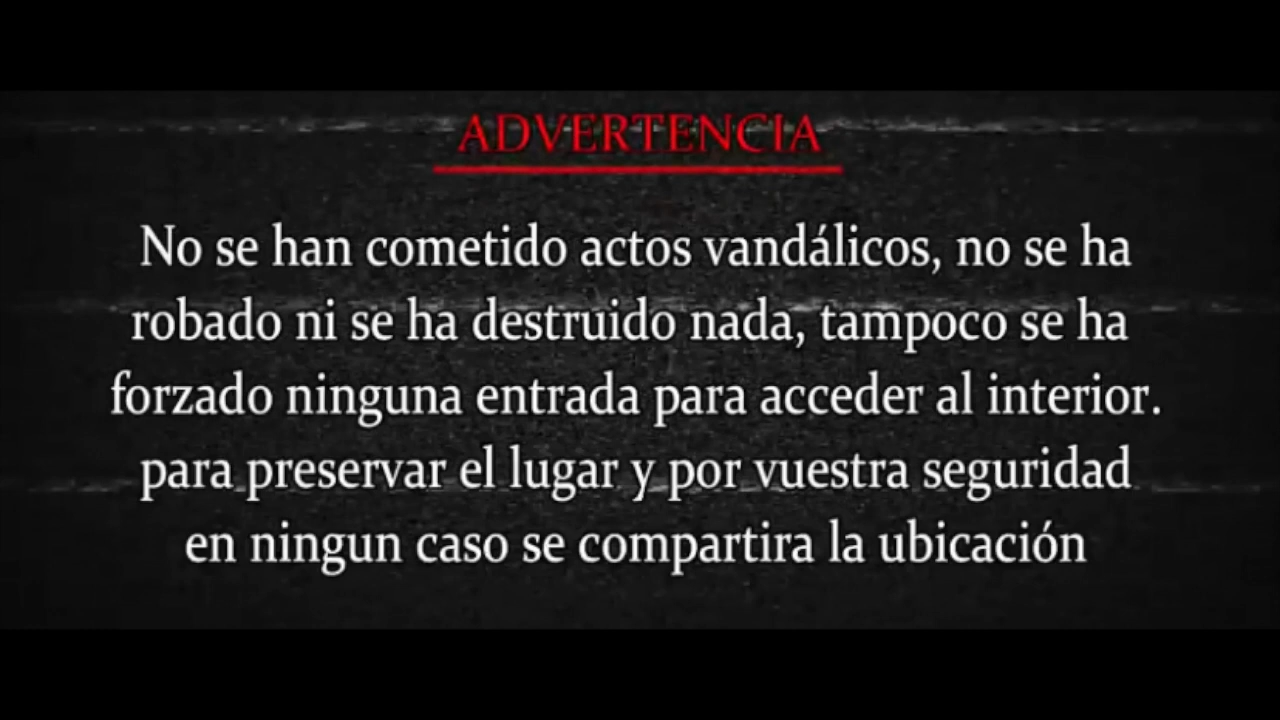 ADVERTENCIA
No se han cometido actos vandálicos, no se ha
robado ni se ha destruido nada, tampoco se ha
forzado ninguna entrada para acceder al interior.
para preservar el lugar y por vuestra seguridad
en ningun caso se compartira la ubicación